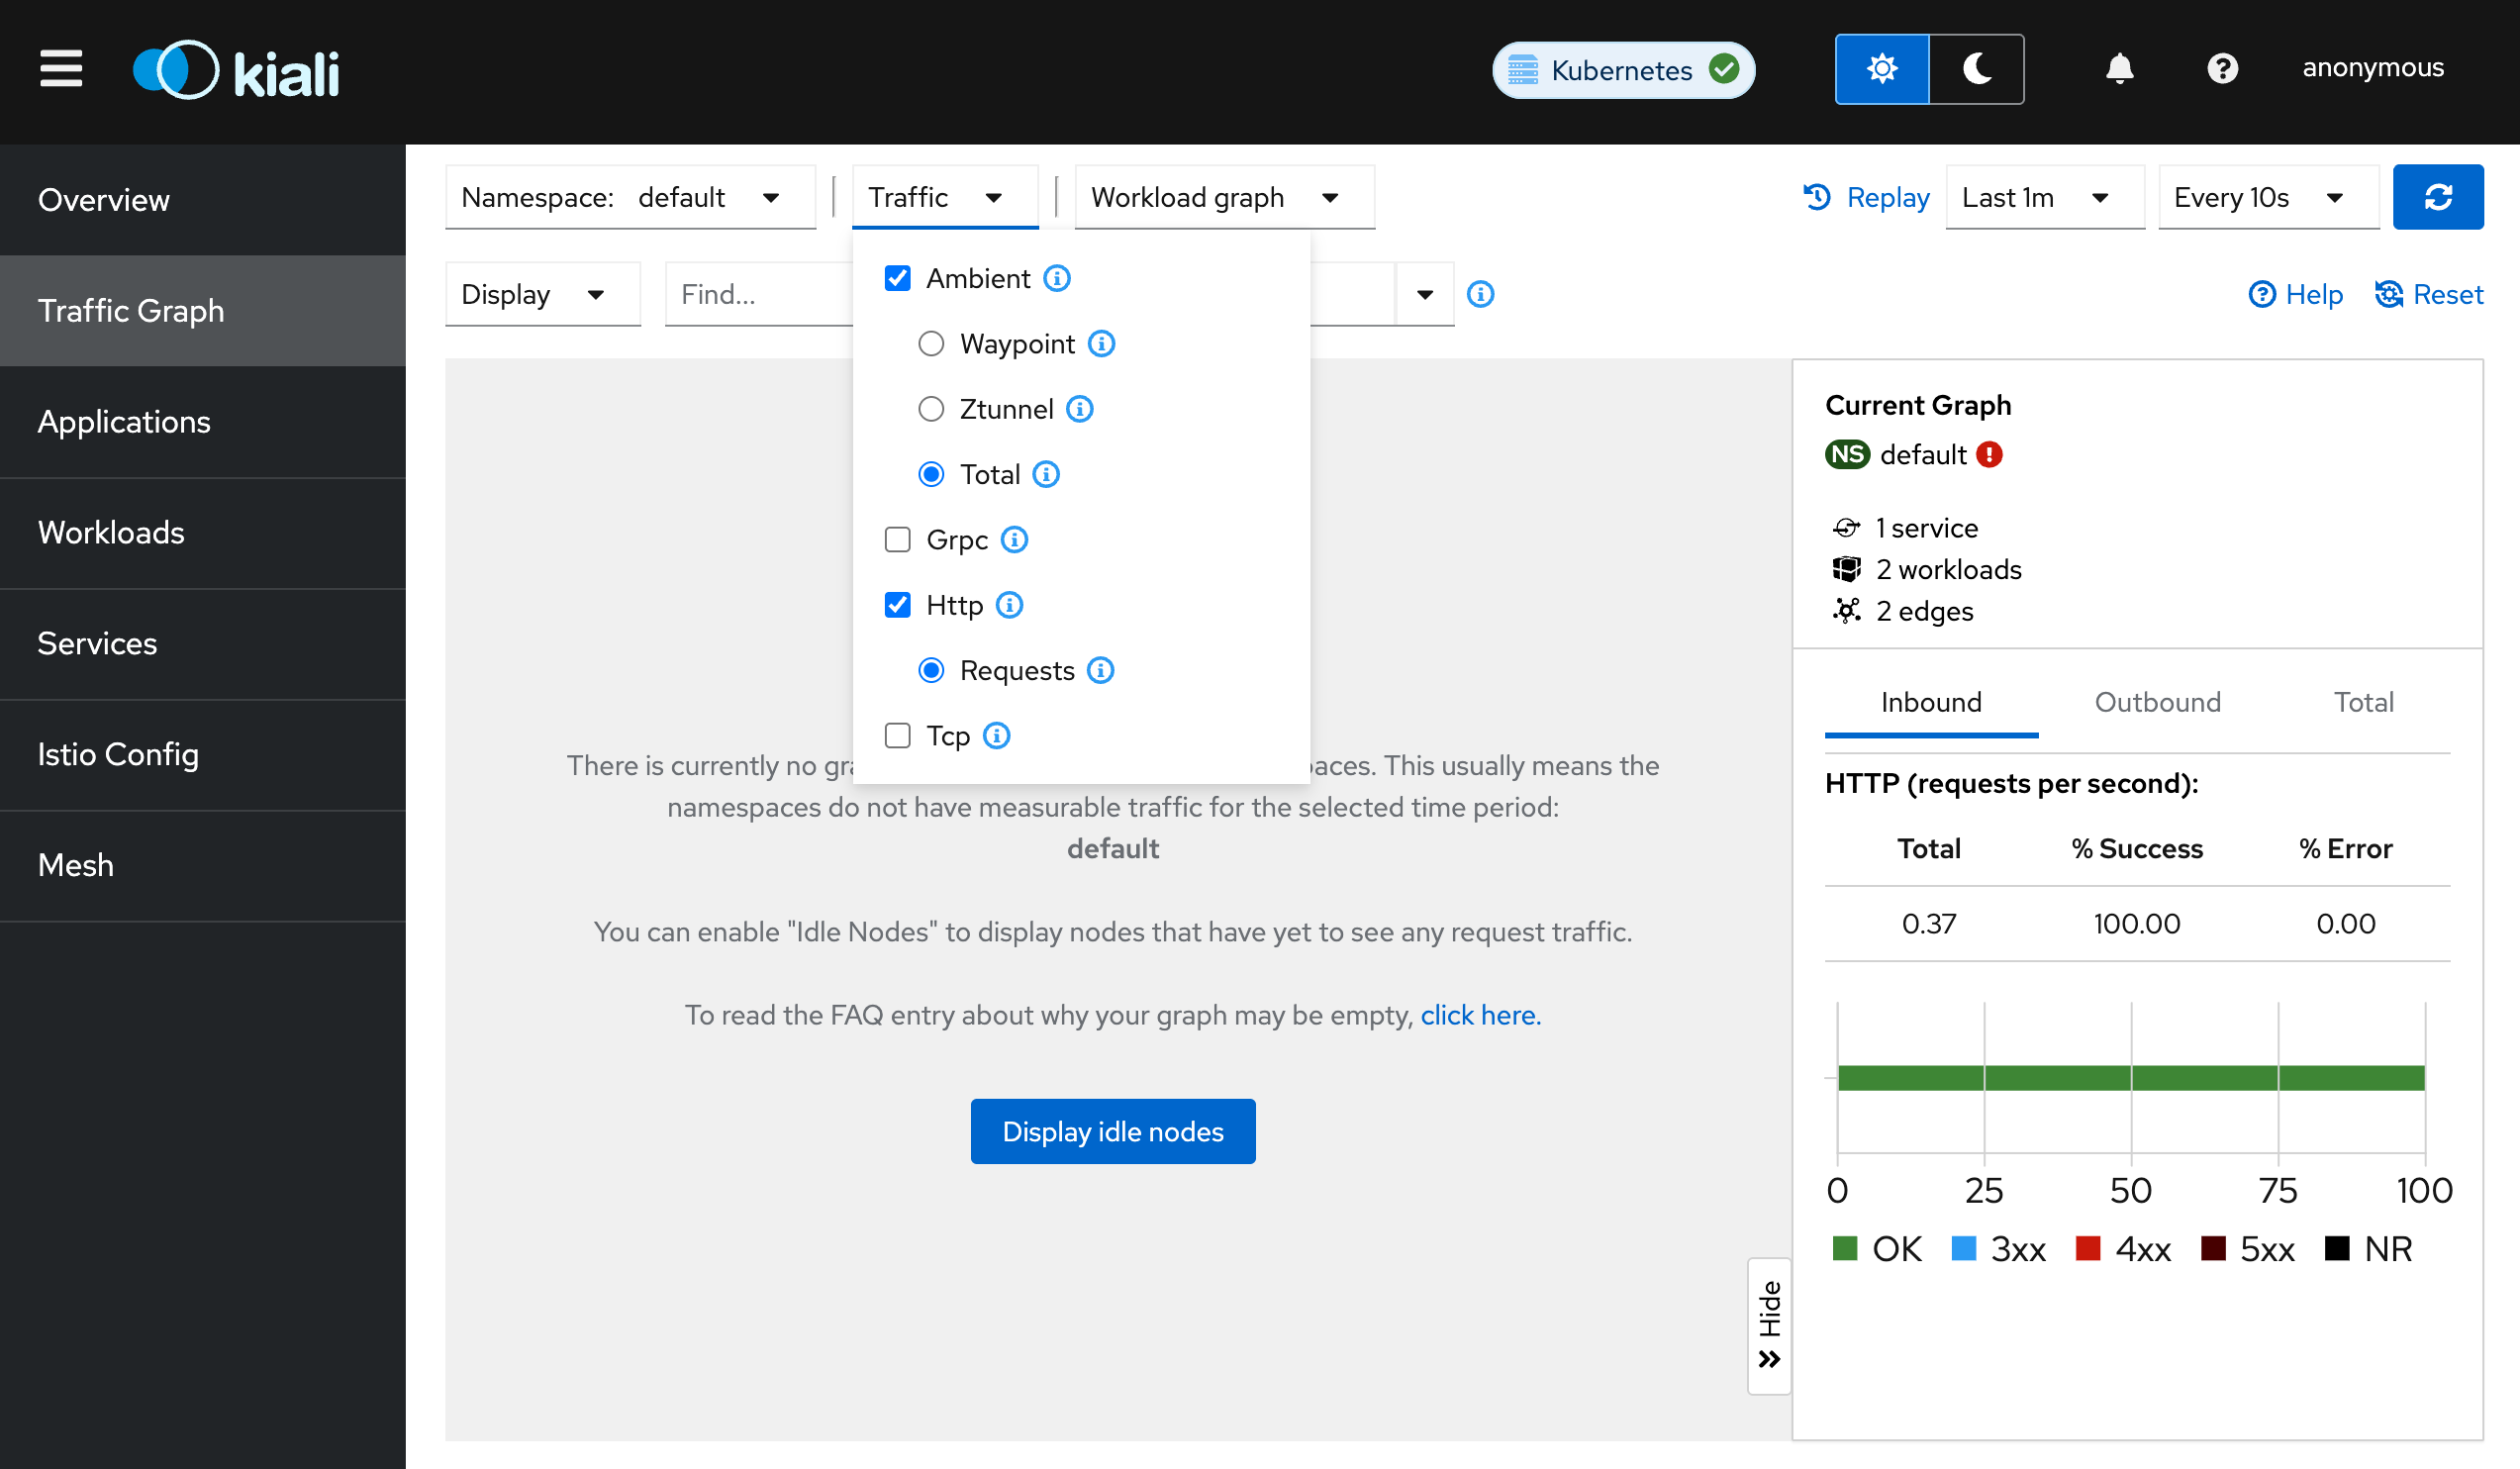 kiali
Kubernetes
anonymous
Overview
Traffic Graph
Applications
Workloads
Services
Istio Config
Mesh
Namespace: default
Traffic
Workload graph
Replay
Last 1m
Every 10s
Display
Find...
Help
Reset
Ambient
Waypoint
Ztunnel
Total
Grpc
Http
Requests
Tcp
There is currently no This usually means the
namespaces do not have measurable traffic for the selected time period:
default
You can enable "Idle Nodes" to display nodes that have yet to see any request traffic.
To read the FAQ entry about why your graph may be empty, click here.
Display idle nodes
Hide
Current Graph
NS default
1 service
2 workloads
2 edges
Inbound Outbound Total
HTTP (requests per second):
Total % Success % Error
0.37 100.00 0.00
0 25 50 75 100
OK 3xx 4xx 5xx NR